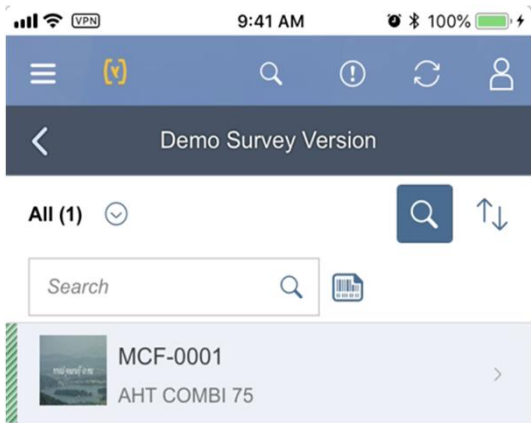 VPN 9:41 AM 100%
Demo Survey Version
All (1)
Search
MCF-0001
AHT COMBI 75